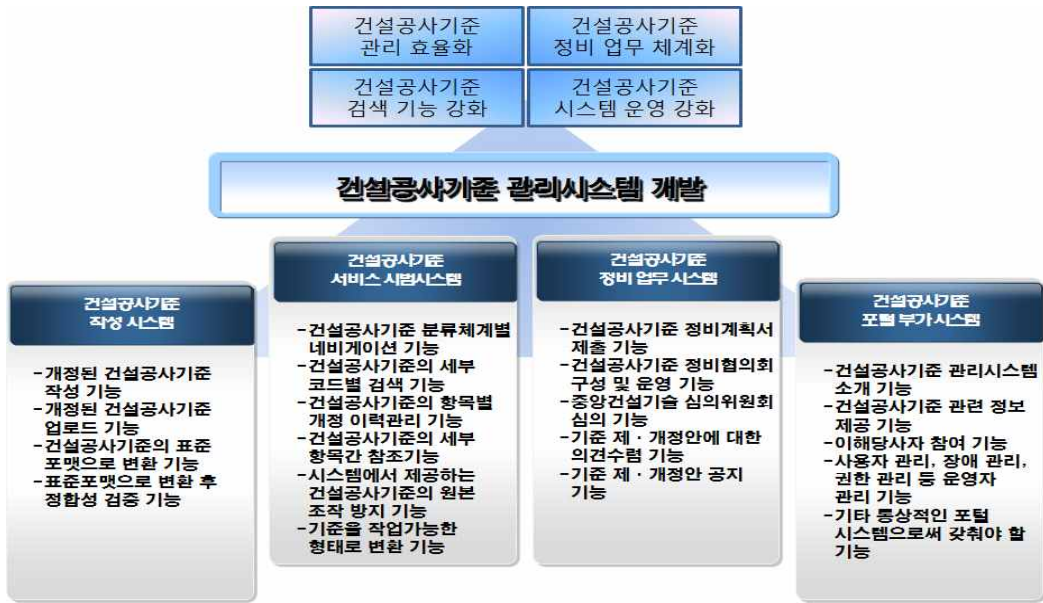 건설공사기준
관리 효율화
건설공사기준
정비 업무 체계화
건설공사기준
검색 기능 강화
건설공사기준
시스템 운영 강화
건설공사기준 관리시스템 개발
건설공사기준
작성 시스템
-개정된 건설공사기준
작성 기능
-개정된 건설공사기준
업로드 기능
-건설공사기준의 표준
포맷으로 변환 기능
-표준포맷으로 변환 후
정합성 검증 기능
건설공사기준
서비스 시범시스템
-건설공사기준 분류체계별
네비게이션 기능
-건설공사기준의 세부
코드별 검색 기능
-건설공사기준의 항목별
개정 이력관리 기능
-건설공사기준의 세부
항목간 참조기능
-시스템에서 제공하는
건설공사기준의 원본
조작 방지 기능
-기준을 작업가능한
형태로 변환 기능
건설공사기준
정비 업무 시스템
-건설공사기준 정비계획서
제출 기능
-건설공사기준 정비협의회
구성 및 운영 기능
-중앙건설기술 심의위원회
심의 기능
-기준 제·개정안에 대한
의견수렴 기능
-기준 제·개정안 공지
기능
건설공사기준
포털 부가 시스템
-건설공사기준 관리시스템
소개 기능
-건설공사기준 관련 정보
제공 기능
-이해당사자 참여 기능
-사용자 관리, 장애 관리,
권한 관리 등 운영자
관리 기능
-기타 통상적인 포털
시스템으로써 갖춰야 할
기능